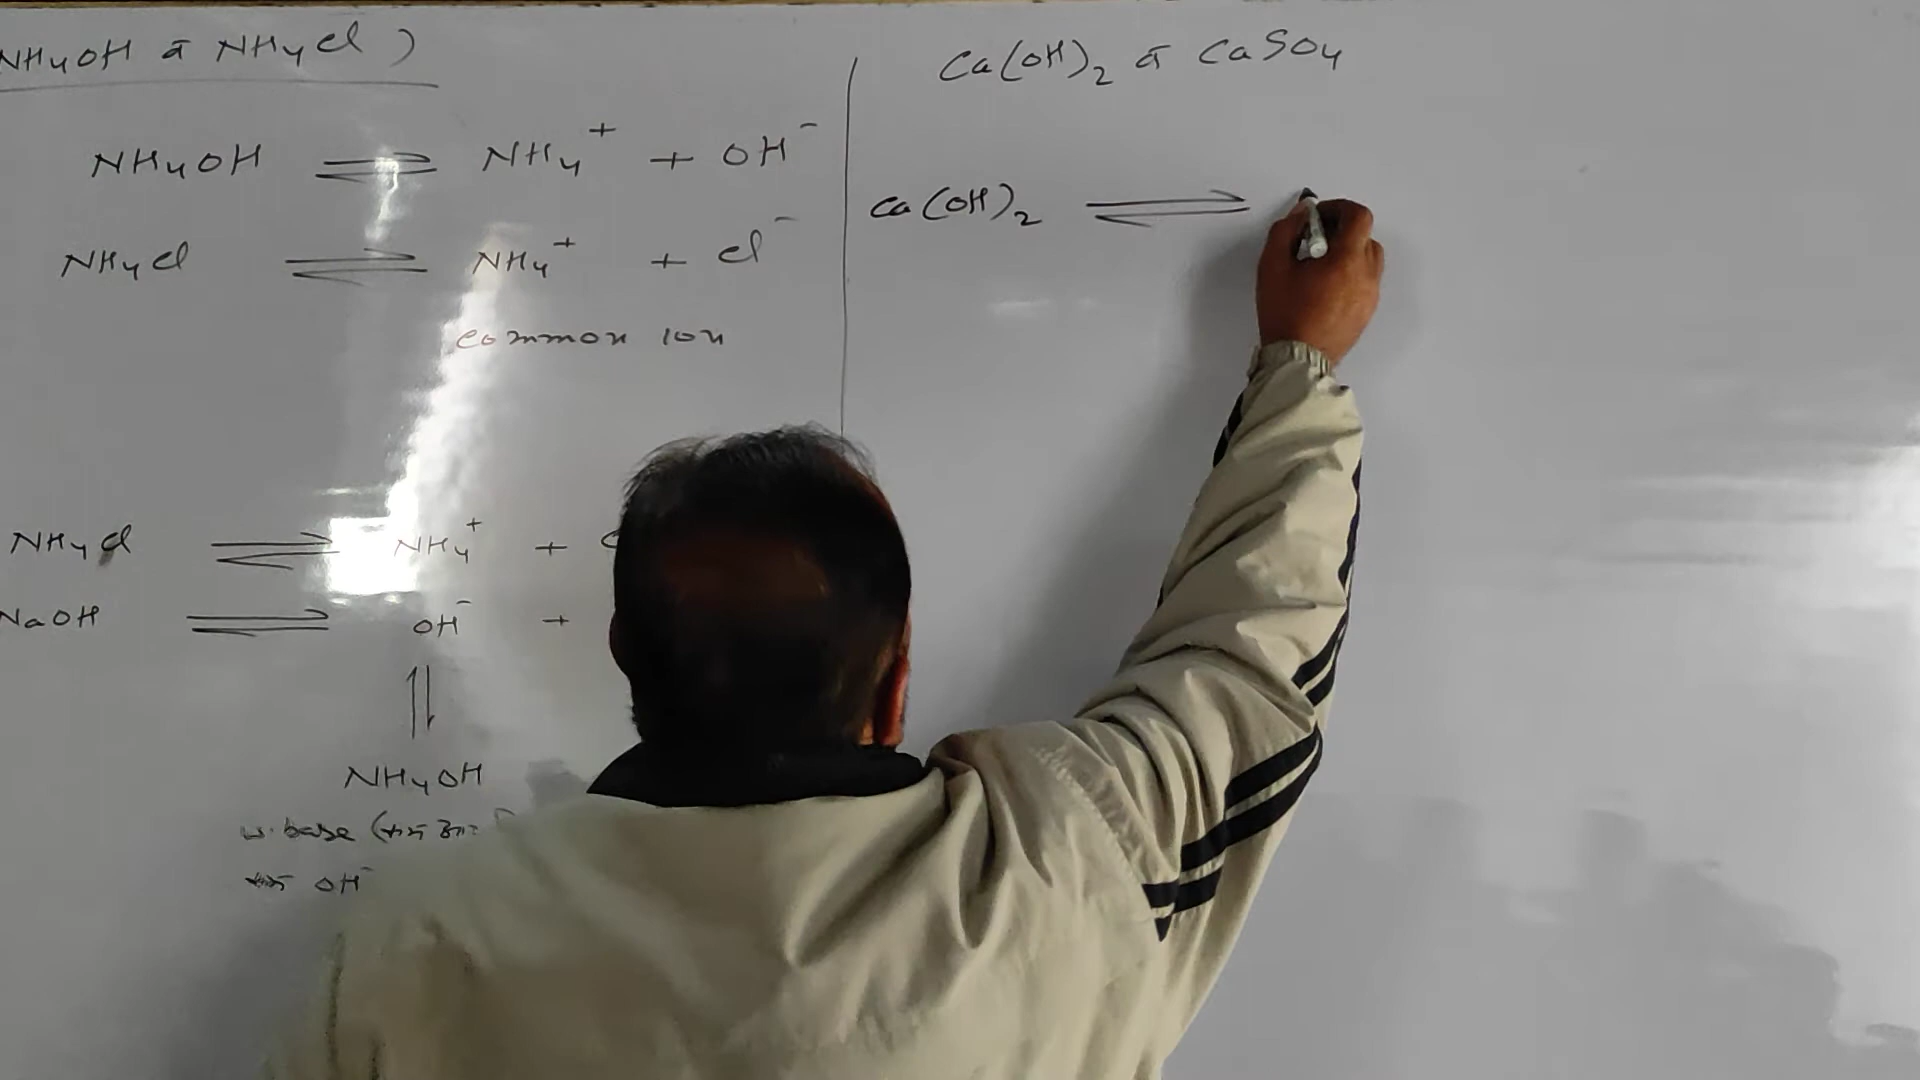 NH₄OH ā NH₄Cl )
NH₄OH ⇌ NH₄⁺ + OH⁻
NH₄Cl ⇌ NH₄⁺ + Cl⁻
common ion
NH₄Cl ⇌ NH₄⁺ +
NaOH ⇌ OH⁻ +
⇅
NH₄OH
w. base (
OH⁻
Ca(OH)₂ ā CaSO₄
Ca(OH)₂ ⇌